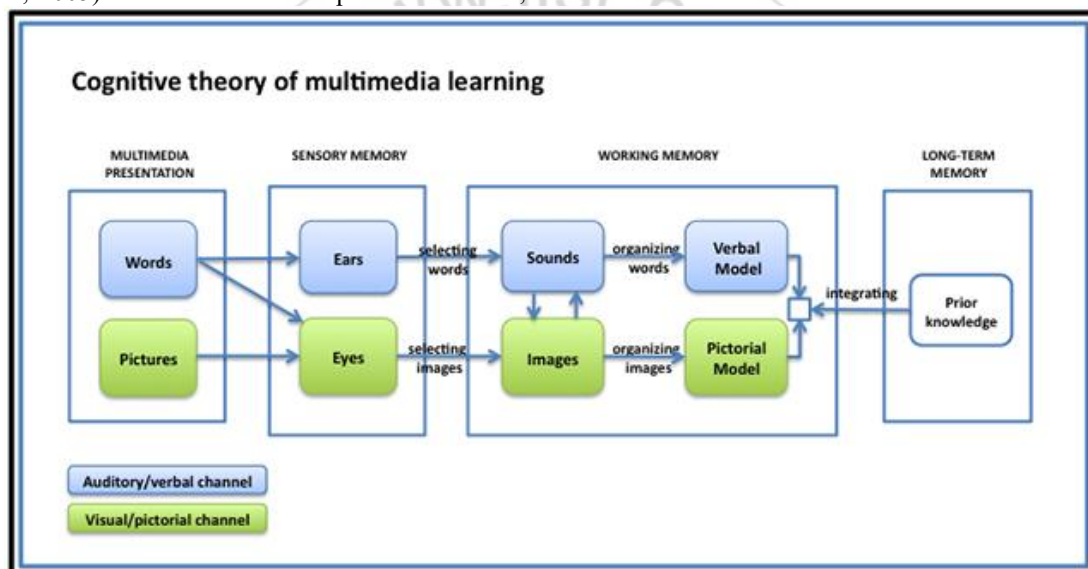 Cognitive theory of multimedia learning
MULTIMEDIA
PRESENTATION
SENSORY MEMORY
WORKING MEMORY
LONG-TERM
MEMORY
Words
Ears
selecting
words
Sounds
organizing
words
Verbal
Model
integrating
Prior
knowledge
Pictures
Eyes
selecting
images
Images
organizing
images
Pictorial
Model
Auditory/verbal channel
Visual/pictorial channel